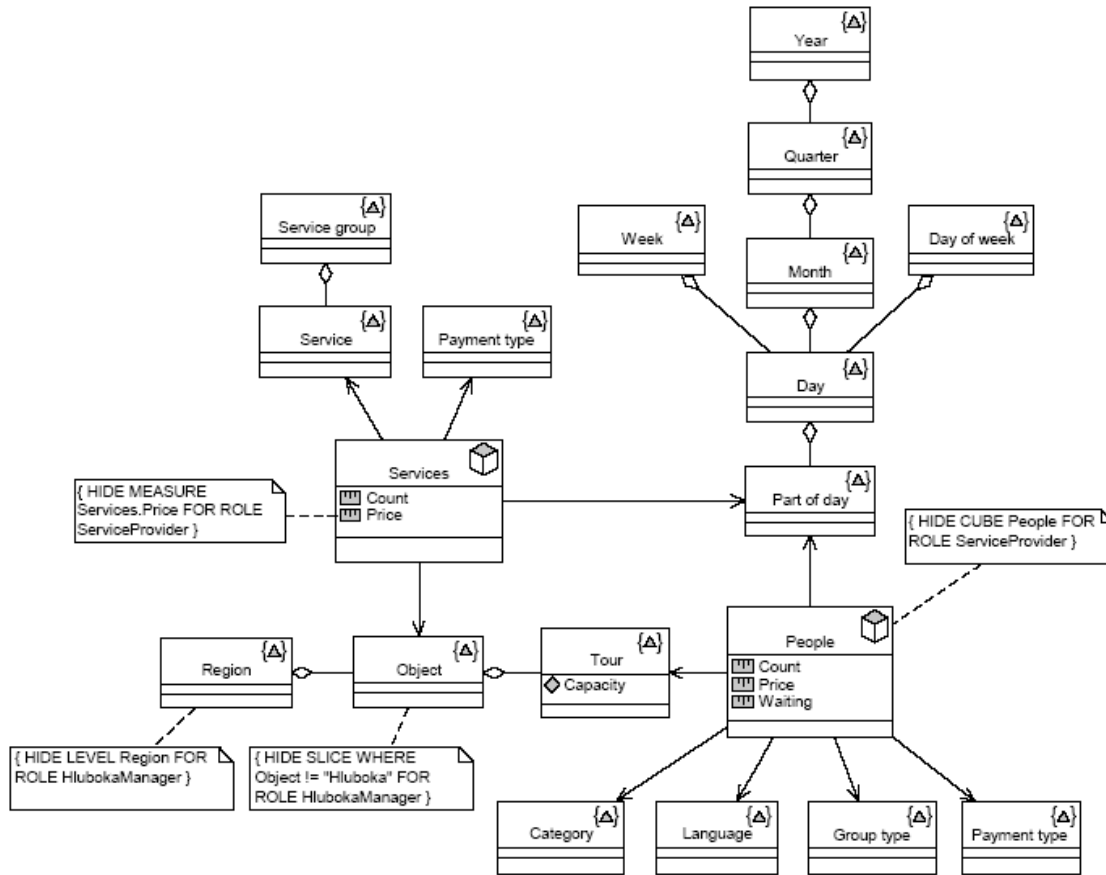 Year
Quarter
Service group
Week
Day of week
Month
Service
Payment type
Day
Services
Count
Price
{ HIDE MEASURE
Services.Price FOR ROLE
ServiceProvider }
Part of day
{ HIDE CUBE People FOR
ROLE ServiceProvider }
People
Count
Price
Waiting
Region
Object
Tour
Capacity
{ HIDE LEVEL Region FOR
ROLE HlubokaManager }
{ HIDE SLICE WHERE
Object != "Hluboka" FOR
ROLE HlubokaManager }
Category
Language
Group type
Payment type